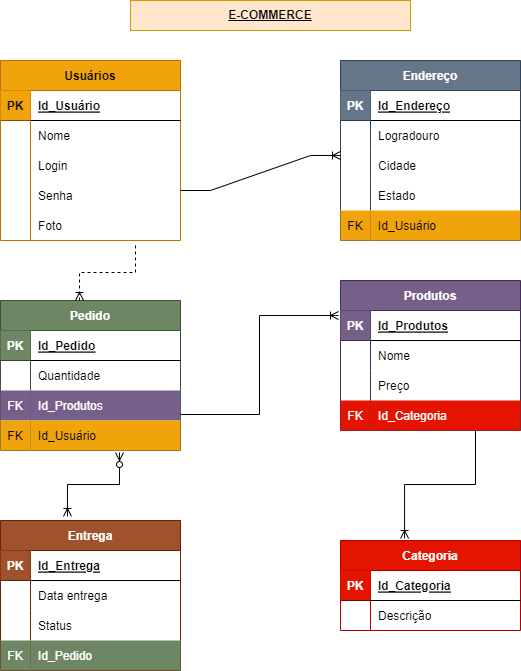 E-COMMERCE
Usuários
PK Id_Usuário
Nome
Login
Senha
Foto
Endereço
PK Id_Endereço
Logradouro
Cidade
Estado
FK Id_Usuário
Pedido
PK Id_Pedido
Quantidade
FK Id_Produtos
FK Id_Usuário
Produtos
PK Id_Produtos
Nome
Preço
FK Id_Categoria
Entrega
PK Id_Entrega
Data entrega
Status
FK Id_Pedido
Categoria
PK Id_Categoria
Descrição